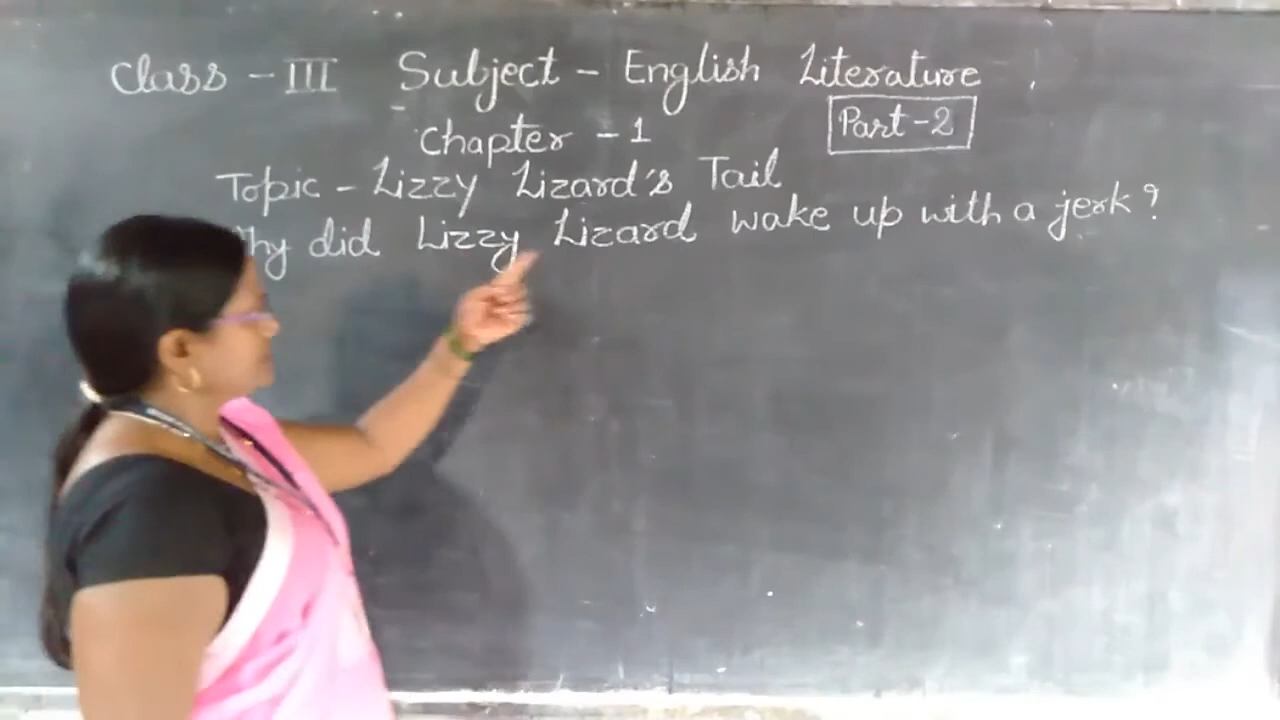 Class - III Subject - English Literature
Part-2
Chapter - 1
Topic - Lizzy Lizard's Tail
hy did Lizzy Lizard wake up with a jerk?